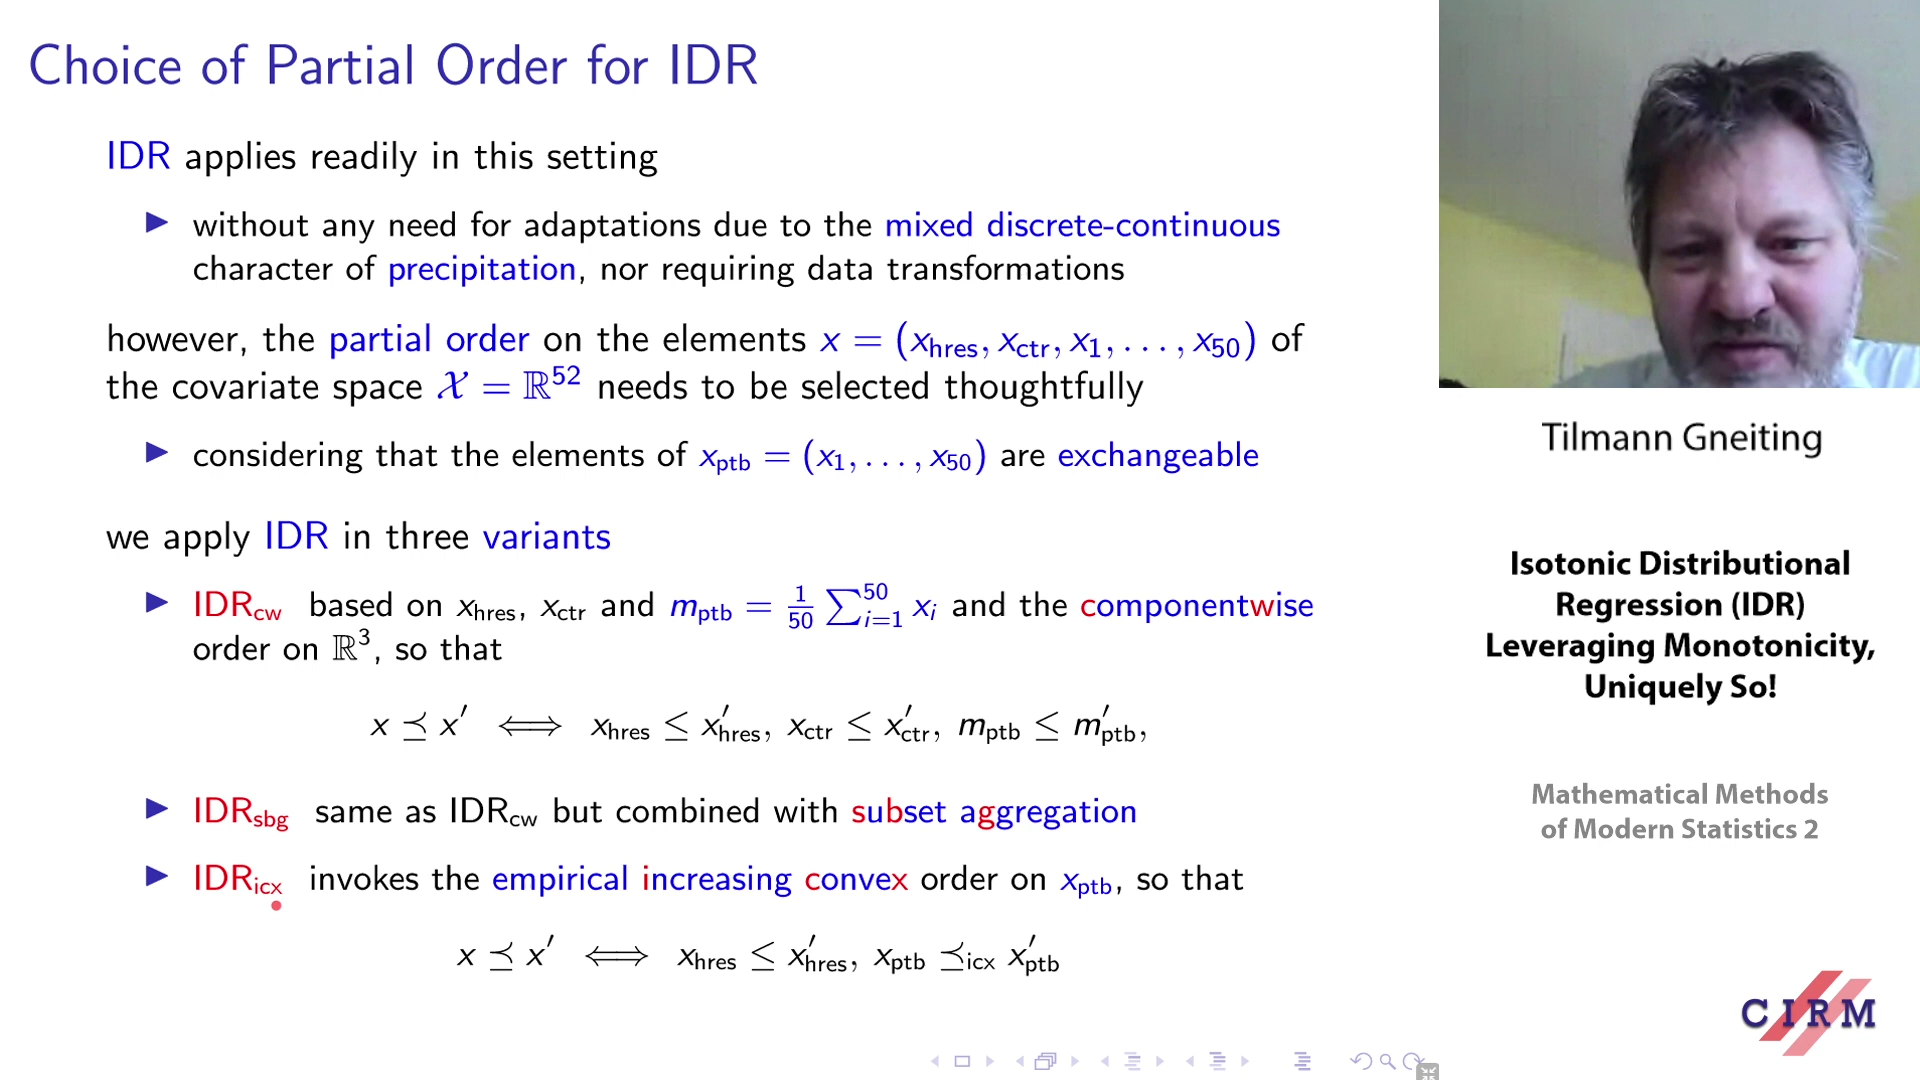 Choice of Partial Order for IDR
IDR applies readily in this setting
▶ without any need for adaptations due to the mixed discrete-continuous
character of precipitation, nor requiring data transformations
however, the partial order on the elements x = (x_hres, x_ctr, x_1, . . . , x_50) of
the covariate space 𝒳 = ℝ^52 needs to be selected thoughtfully
▶ considering that the elements of x_ptb = (x_1, . . . , x_50) are exchangeable
we apply IDR in three variants
▶ IDR_cw based on x_hres, x_ctr and m_ptb = 1/50 ∑_{i=1}^{50} x_i and the componentwise
order on ℝ^3, so that
x ⪯ x′ ⟺ x_hres ≤ x′_hres, x_ctr ≤ x′_ctr, m_ptb ≤ m′_ptb,
▶ IDR_sbg same as IDR_cw but combined with subset aggregation
▶ IDR_icx invokes the empirical increasing convex order on x_ptb, so that
x ⪯ x′ ⟺ x_hres ≤ x′_hres, x_ptb ⪯_icx x′_ptb
Tilmann Gneiting
Isotonic Distributional
Regression (IDR)
Leveraging Monotonicity,
Uniquely So!
Mathematical Methods
of Modern Statistics 2
CIRM